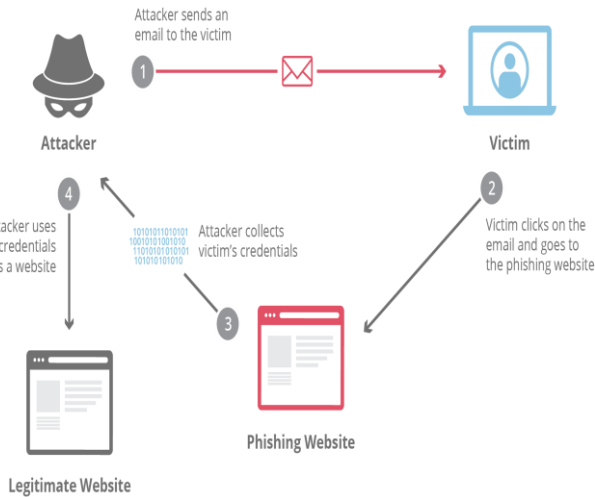 Attacker sends an
email to the victim
1
Attacker
Victim
4
2
tacker uses
credentials
s a website
10101011010101
10010101001010
11010101010101
101010101010
Attacker collects
victim's credentials
Victim clicks on the
email and goes to
the phishing website
3
Phishing Website
Legitimate Website